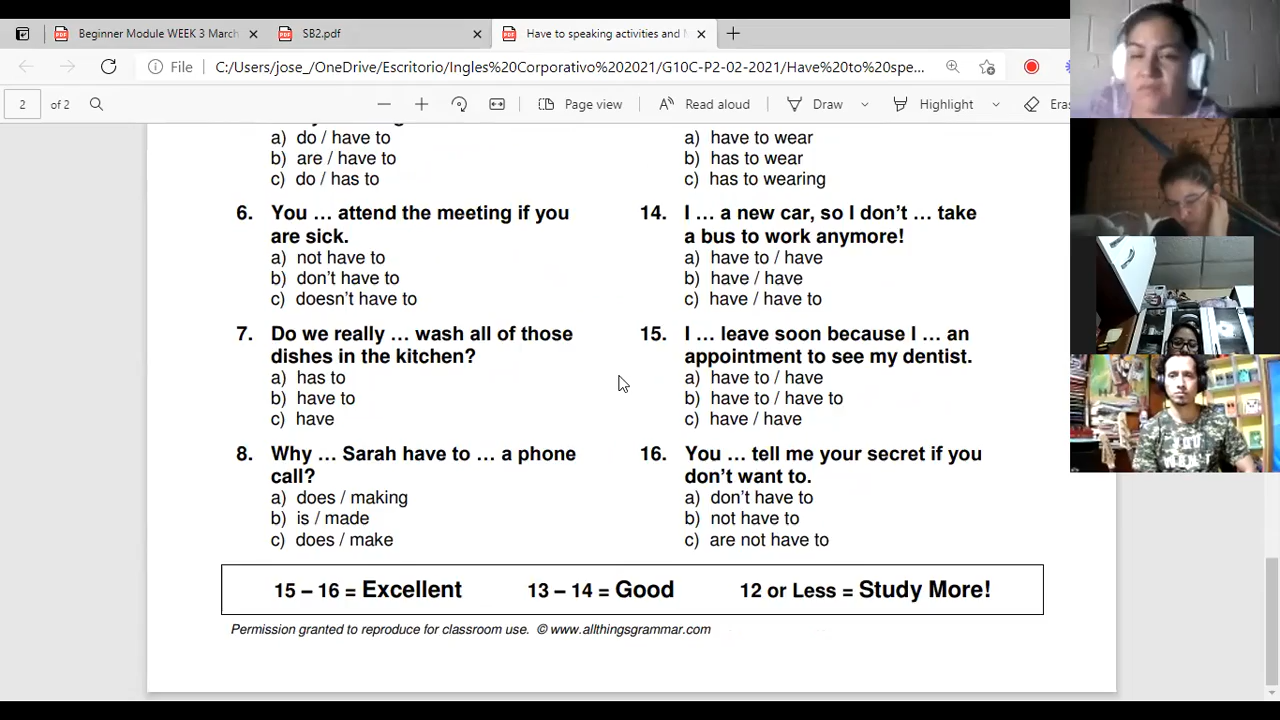 Beginner Module WEEK 3 March
SB2.pdf
Have to speaking activities and M
File
C:/Users/jose_/OneDrive/Escritorio/Ingles%20Corporativo%202021/G10C-P2-02-2021/Have%20to%20spe...
2
of 2
Page view
Read aloud
Draw
Highlight
a) do / have to
b) are / have to
c) do / has to
6. You … attend the meeting if you
are sick.
a) not have to
b) don't have to
c) doesn't have to
7. Do we really … wash all of those
dishes in the kitchen?
a) has to
b) have to
c) have
8. Why … Sarah have to … a phone
call?
a) does / making
b) is / made
c) does / make
a) have to wear
b) has to wear
c) has to wearing
14. I … a new car, so I don't … take
a bus to work anymore!
a) have to / have
b) have / have
c) have / have to
15. I … leave soon because I … an
appointment to see my dentist.
a) have to / have
b) have to / have to
c) have / have
16. You … tell me your secret if you
don't want to.
a) don't have to
b) not have to
c) are not have to
15 – 16 = Excellent
13 – 14 = Good
12 or Less = Study More!
Permission granted to reproduce for classroom use. © www.allthingsgrammar.com